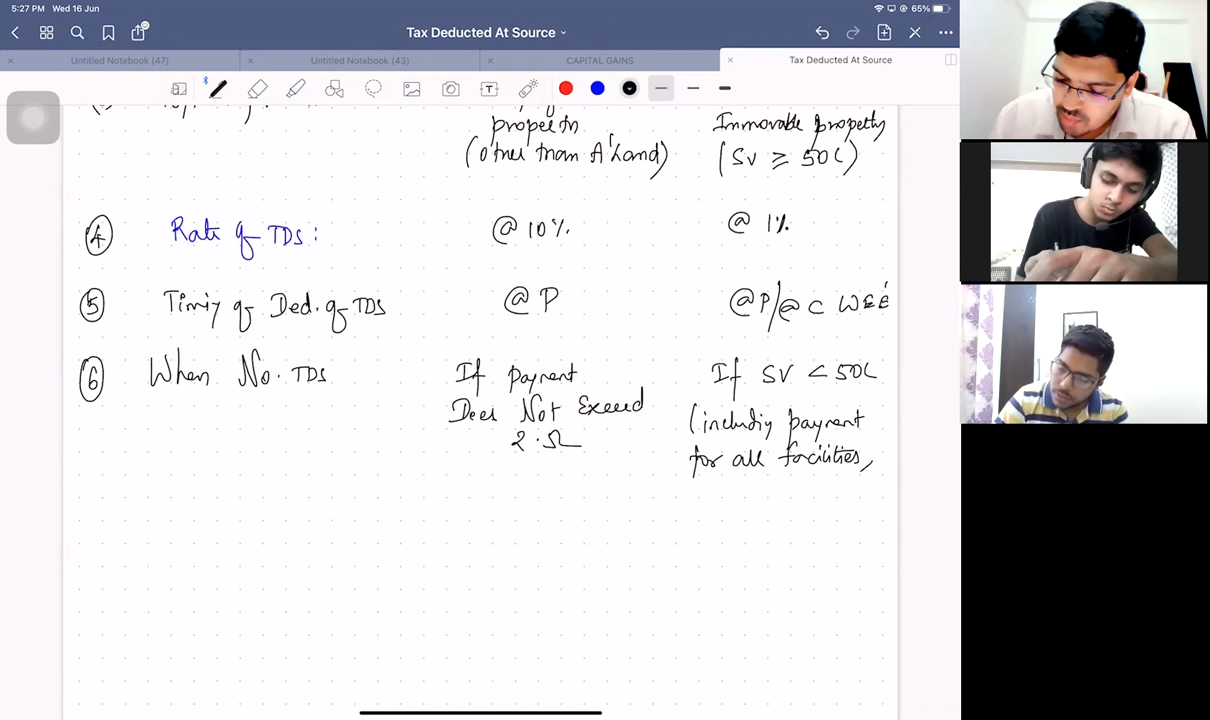 5:27 PM Wed 16 Jun
65%
Tax Deducted At Source
Untitled Notebook (47)
Untitled Notebook (43)
CAPITAL GAINS
Tax Deducted At Source
Immovable property
(other than A' Land)
(SV ≥ 50L)
4 Rate of TDS: @ 10%. @ 1%.
5 Timing of Ded. of TDS @ P @ P/@ C WEE'
6 When No. TDS If payment If SV < 50L
Does Not Exceed (including payment
for all facilities,